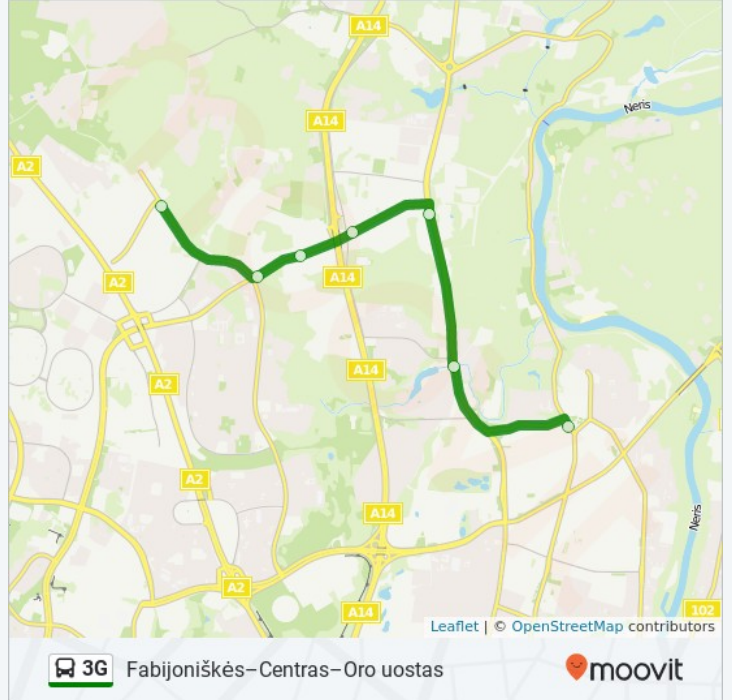 A14
Neris
A14
A2
A2
A14
A14
A2
A2
A14
Neris
A2
A14
102
Leaflet | © OpenStreetMap contributors
3G Fabijoniškės–Centras–Oro uostas
moovit